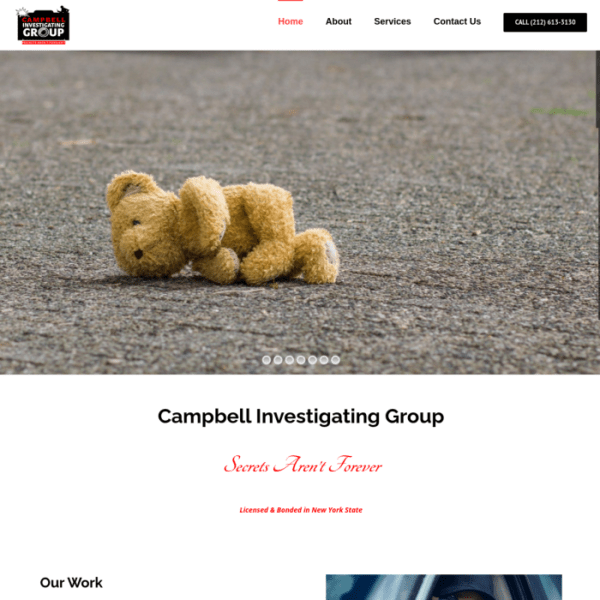 CAMPBELL
INVESTIGATING
GROUP
Home
About
Services
Contact Us
CALL (212) 613-3130
Campbell Investigating Group
Secrets Aren't Forever
Licensed & Bonded in New York State
Our Work